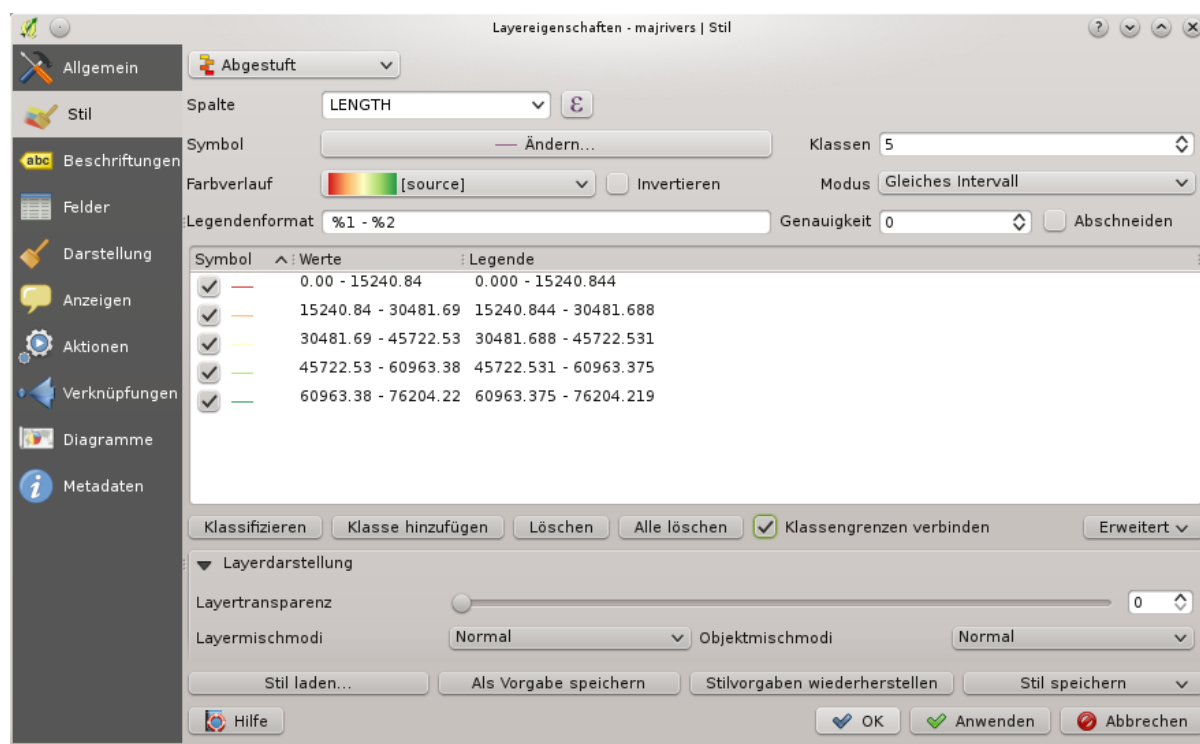 Layereigenschaften - majrivers | Stil
Allgemein
Stil
abc Beschriftungen
Felder
Darstellung
Anzeigen
Aktionen
Verknüpfungen
Diagramme
Metadaten
Abgestuft
Spalte LENGTH ε
Symbol Ändern... Klassen 5
Farbverlauf [source] Invertieren Modus Gleiches Intervall
Legendenformat %1 - %2 Genauigkeit 0 Abschneiden
Symbol Werte Legende
0.00 - 15240.84 0.000 - 15240.844
15240.84 - 30481.69 15240.844 - 30481.688
30481.69 - 45722.53 30481.688 - 45722.531
45722.53 - 60963.38 45722.531 - 60963.375
60963.38 - 76204.22 60963.375 - 76204.219
Klassifizieren Klasse hinzufügen Löschen Alle löschen Klassengrenzen verbinden Erweitert
Layerdarstellung
Layertransparenz 0
Layermischmodi Normal Objektmischmodi Normal
Stil laden... Als Vorgabe speichern Stilvorgaben wiederherstellen Stil speichern
Hilfe OK Anwenden Abbrechen